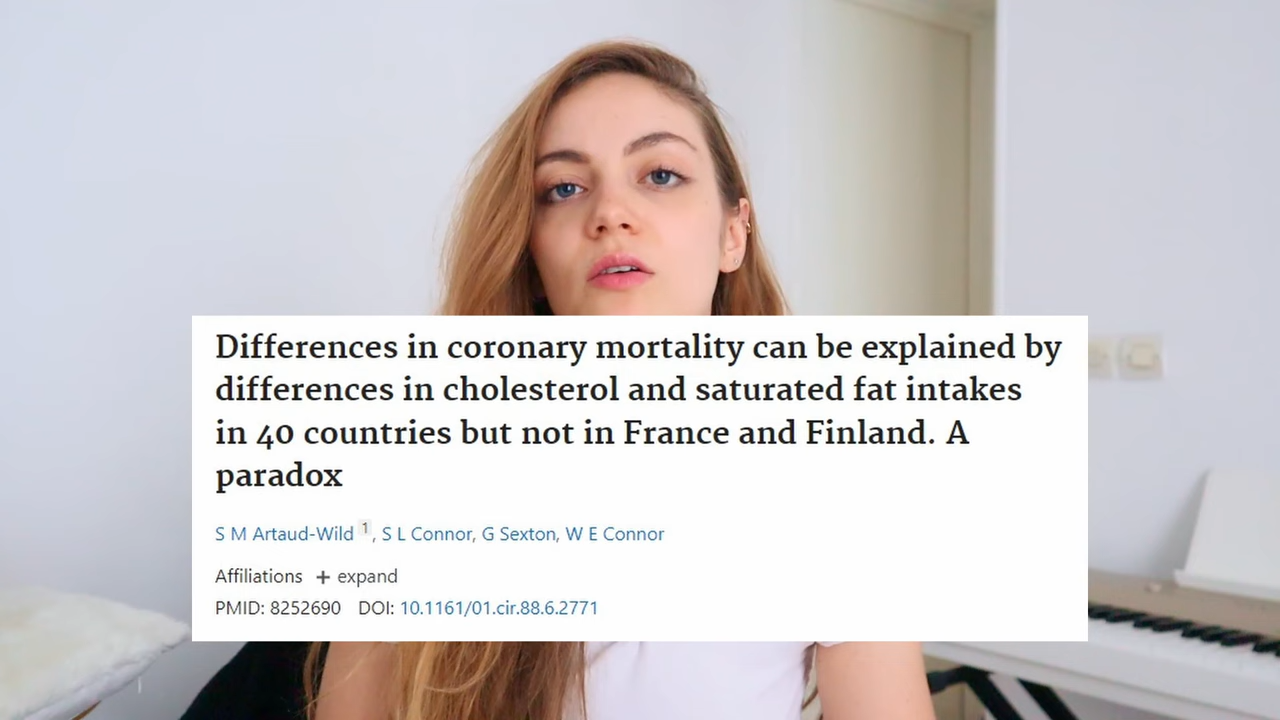 Differences in coronary mortality can be explained by
differences in cholesterol and saturated fat intakes
in 40 countries but not in France and Finland. A
paradox
S M Artaud-Wild 1, S L Connor, G Sexton, W E Connor
Affiliations + expand
PMID: 8252690 DOI: 10.1161/01.cir.88.6.2771